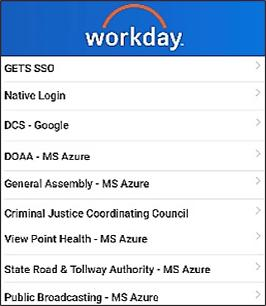 workday.
GETS SSO
Native Login
DCS - Google
DOAA - MS Azure
General Assembly - MS Azure
Criminal Justice Coordinating Council
View Point Health - MS Azure
State Road & Tollway Authority - MS Azure
Public Broadcasting - MS Azure